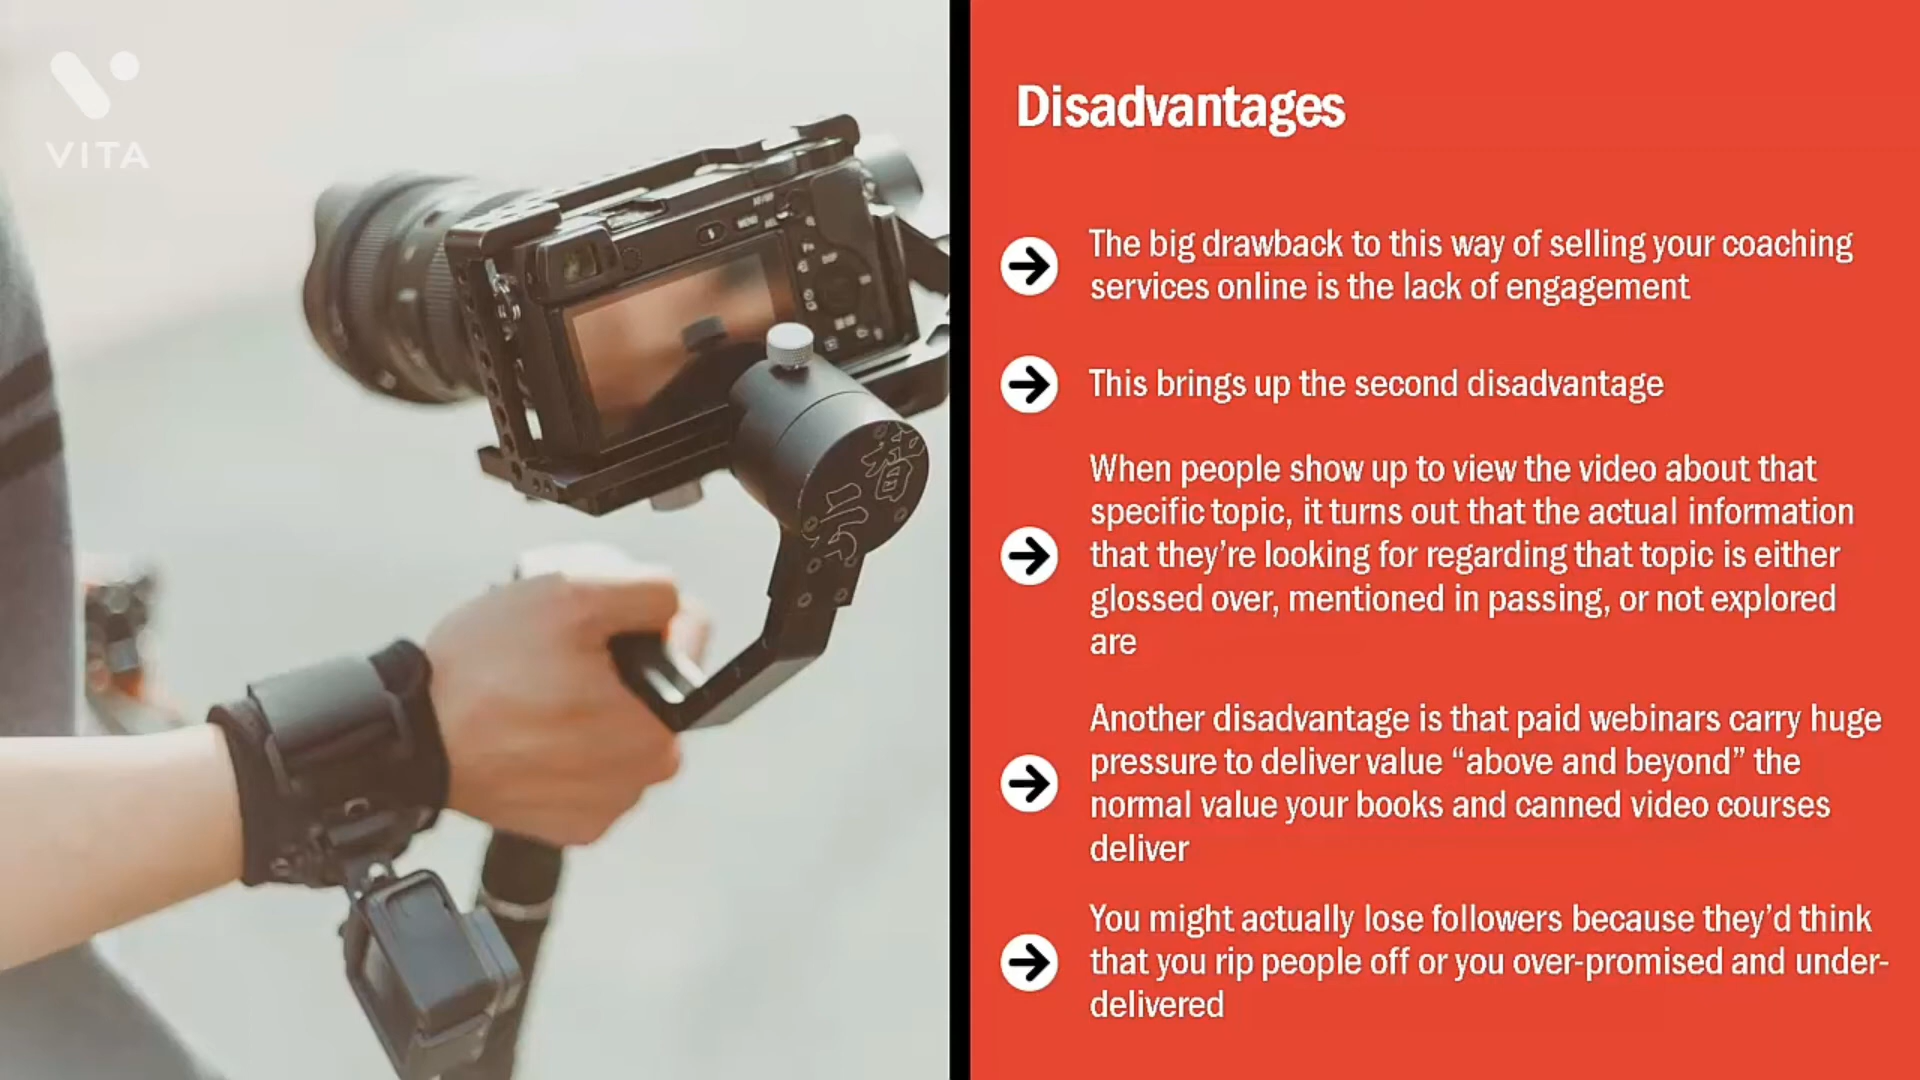 VITA
Disadvantages
The big drawback to this way of selling your coaching
services online is the lack of engagement
This brings up the second disadvantage
When people show up to view the video about that
specific topic, it turns out that the actual information
that they’re looking for regarding that topic is either
glossed over, mentioned in passing, or not explored
are
Another disadvantage is that paid webinars carry huge
pressure to deliver value “above and beyond” the
normal value your books and canned video courses
deliver
You might actually lose followers because they’d think
that you rip people off or you over-promised and under-
delivered